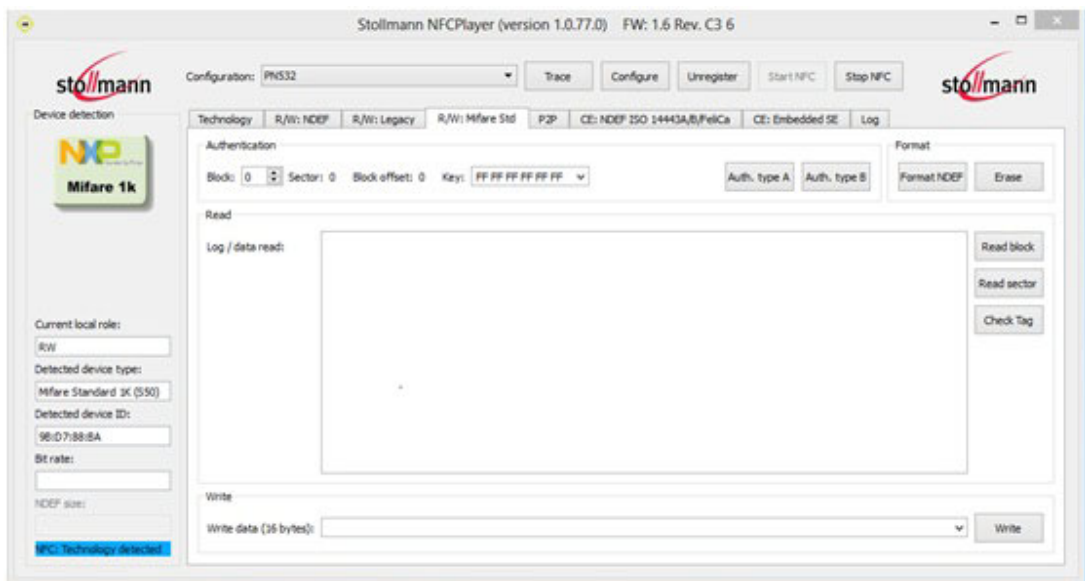 Stollmann NFCPlayer (version 1.0.77.0) FW: 1.6 Rev. C3 6
stollmann
Configuration: PN532 Trace Configure Unregister Start NFC Stop NFC
stollmann
Device detection
Technology R/W: NDEF R/W: Legacy R/W: Mifare Std P2P CE: NDEF ISO 14443A/B/FeliCa CE: Embedded SE Log
NXP
Mifare 1k
Authentication
Block: 0 Sector: 0 Block offset: 0 Key: FF FF FF FF FF FF Auth. type A Auth. type B
Format
Format NDEF Erase
Read
Log / data read:
Read block
Read sector
Check Tag
Current local role:
RW
Detected device type:
Mifare Standard 1K (S50)
Detected device ID:
9B:D7:88:BA
Bit rate:
NDEF size:
NFC: Technology detected
Write
Write data (16 bytes): Write